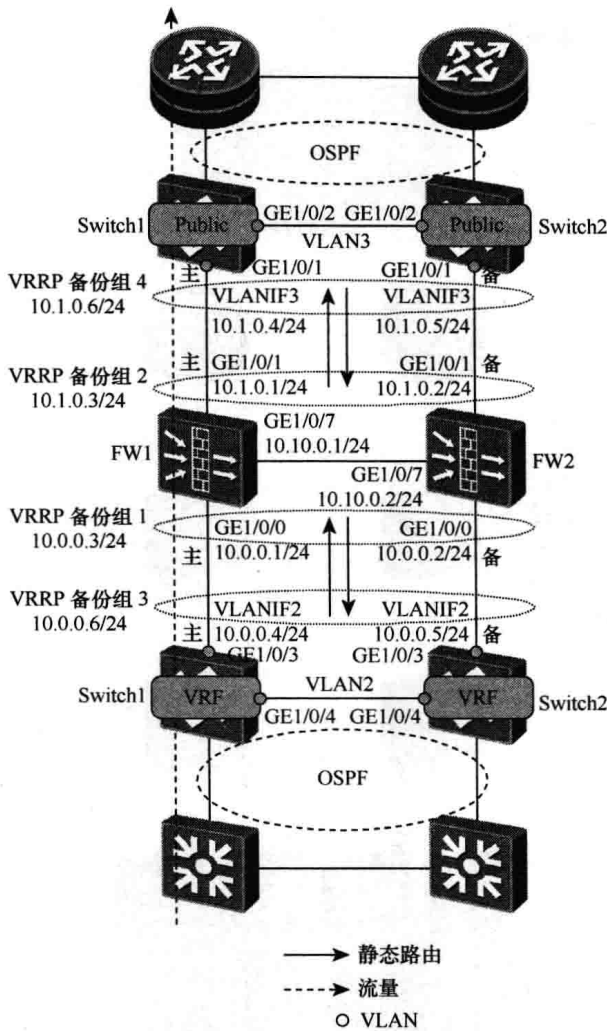 OSPF
Switch1
Public
GE1/0/2 GE1/0/2
Public
Switch2
VLAN3
主
GE1/0/1
GE1/0/1
备
VRRP 备份组 4
10.1.0.6/24
VLANIF3
VLANIF3
10.1.0.4/24
10.1.0.5/24
主
GE1/0/1
GE1/0/1
备
VRRP 备份组 2
10.1.0.3/24
10.1.0.1/24
10.1.0.2/24
GE1/0/7
10.10.0.1/24
FW1
FW2
GE1/0/7
10.10.0.2/24
VRRP 备份组 1
10.0.0.3/24
GE1/0/0
GE1/0/0
主
10.0.0.1/24
10.0.0.2/24
备
VRRP 备份组 3
10.0.0.6/24
VLANIF2
VLANIF2
主
10.0.0.4/24
10.0.0.5/24
备
GE1/0/3
GE1/0/3
Switch1
VRF
VLAN2
VRF
Switch2
GE1/0/4 GE1/0/4
OSPF
静态路由
流量
VLAN